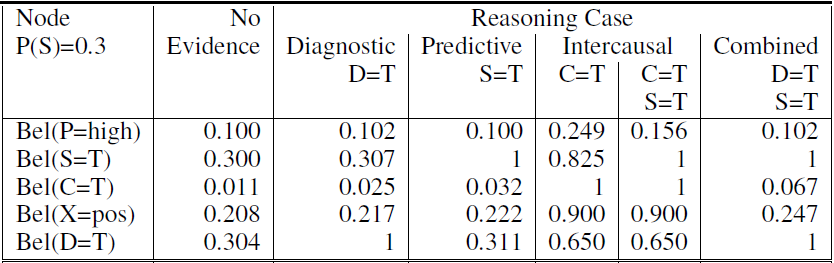 Node No Reasoning Case
P(S)=0.3 Evidence Diagnostic Predictive Intercausal Combined
D=T S=T C=T C=T D=T
S=T S=T
Bel(P=high) 0.100 0.102 0.100 0.249 0.156 0.102
Bel(S=T) 0.300 0.307 1 0.825 1 1
Bel(C=T) 0.011 0.025 0.032 1 1 0.067
Bel(X=pos) 0.208 0.217 0.222 0.900 0.900 0.247
Bel(D=T) 0.304 1 0.311 0.650 0.650 1